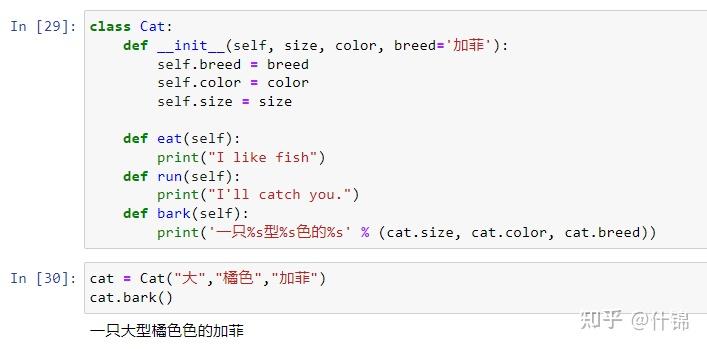 In [29]: class Cat:
    def __init__(self, size, color, breed='加菲'):
        self.breed = breed
        self.color = color
        self.size = size

    def eat(self):
        print("I like fish")
    def run(self):
        print("I'll catch you.")
    def bark(self):
        print('一只%s型%s色的%s' % (cat.size, cat.color, cat.breed))
In [30]: cat = Cat("大","橘色","加菲")
cat.bark()
一只大型橘色色的加菲
知乎 @什锦